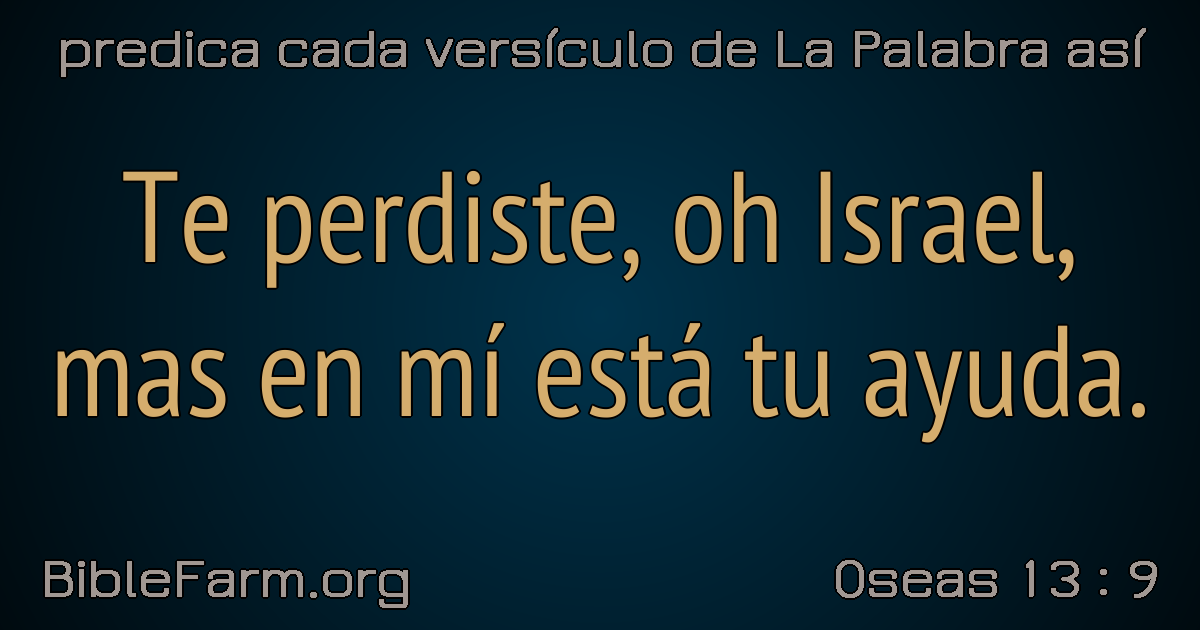 predica cada versículo de La Palabra así
Te perdiste, oh Israel,
mas en mí está tu ayuda.
BibleFarm.org
Oseas 13 : 9